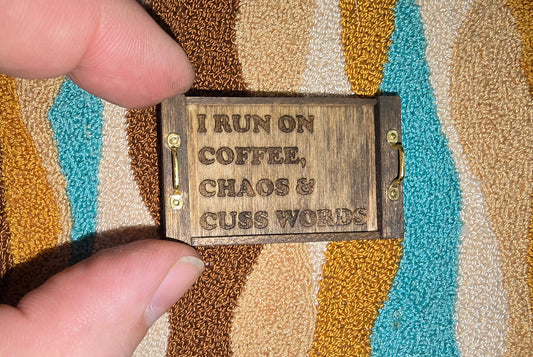 I RUN ON
COFFEE,
CHAOS &
CUSS WORDS